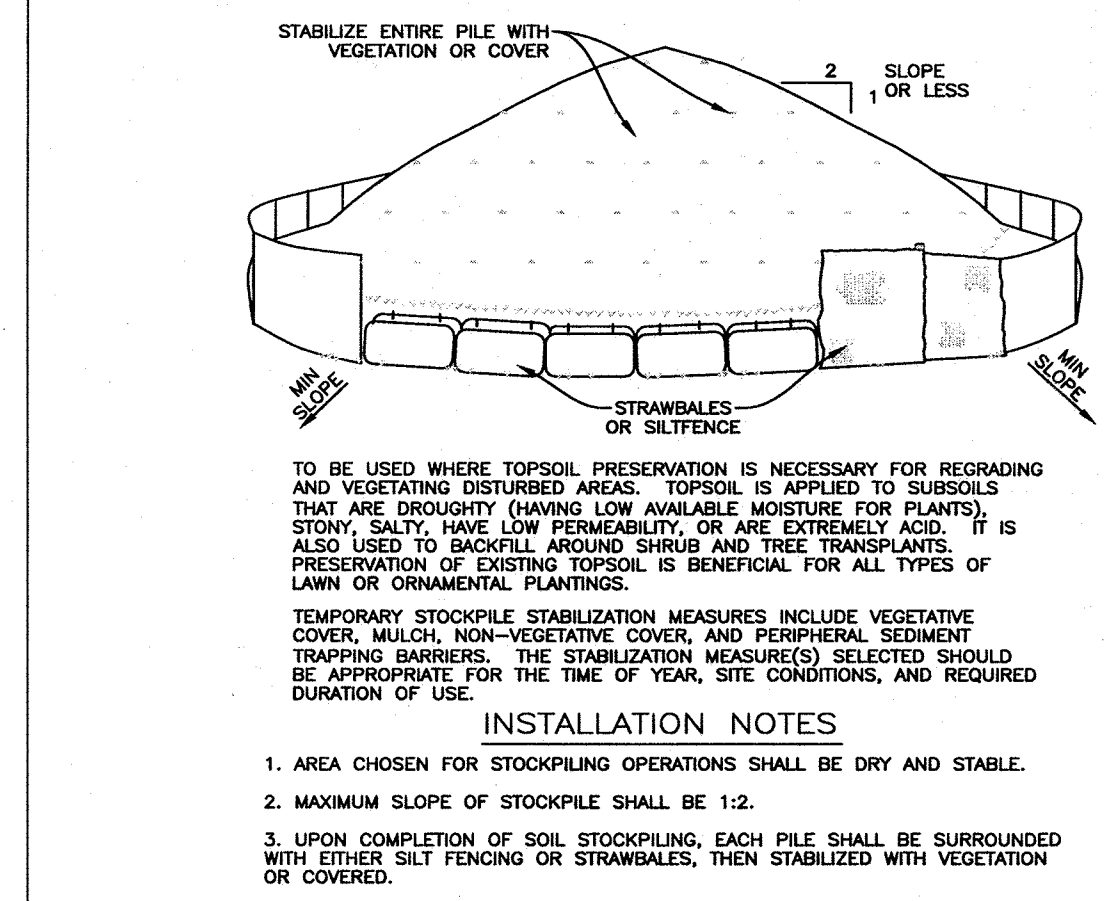 STABILIZE ENTIRE PILE WITH
VEGETATION OR COVER
2 SLOPE
1 OR LESS
MIN
SLOPE
MIN
SLOPE
STRAWBALES
OR SILTFENCE
TO BE USED WHERE TOPSOIL PRESERVATION IS NECESSARY FOR REGRADING
AND VEGETATING DISTURBED AREAS. TOPSOIL IS APPLIED TO SUBSOILS
THAT ARE DROUGHTY (HAVING LOW AVAILABLE MOISTURE FOR PLANTS),
STONY, SALTY, HAVE LOW PERMEABILITY, OR ARE EXTREMELY ACID. IT IS
ALSO USED TO BACKFILL AROUND SHRUB AND TREE TRANSPLANTS.
PRESERVATION OF EXISTING TOPSOIL IS BENEFICIAL FOR ALL TYPES OF
LAWN OR ORNAMENTAL PLANTINGS.
TEMPORARY STOCKPILE STABILIZATION MEASURES INCLUDE VEGETATIVE
COVER, MULCH, NON-VEGETATIVE COVER, AND PERIPHERAL SEDIMENT
TRAPPING BARRIERS. THE STABILIZATION MEASURE(S) SELECTED SHOULD
BE APPROPRIATE FOR THE TIME OF YEAR, SITE CONDITIONS, AND REQUIRED
DURATION OF USE.
INSTALLATION NOTES
1. AREA CHOSEN FOR STOCKPILING OPERATIONS SHALL BE DRY AND STABLE.
2. MAXIMUM SLOPE OF STOCKPILE SHALL BE 1:2.
3. UPON COMPLETION OF SOIL STOCKPILING, EACH PILE SHALL BE SURROUNDED
WITH EITHER SILT FENCING OR STRAWBALES, THEN STABILIZED WITH VEGETATION
OR COVERED.